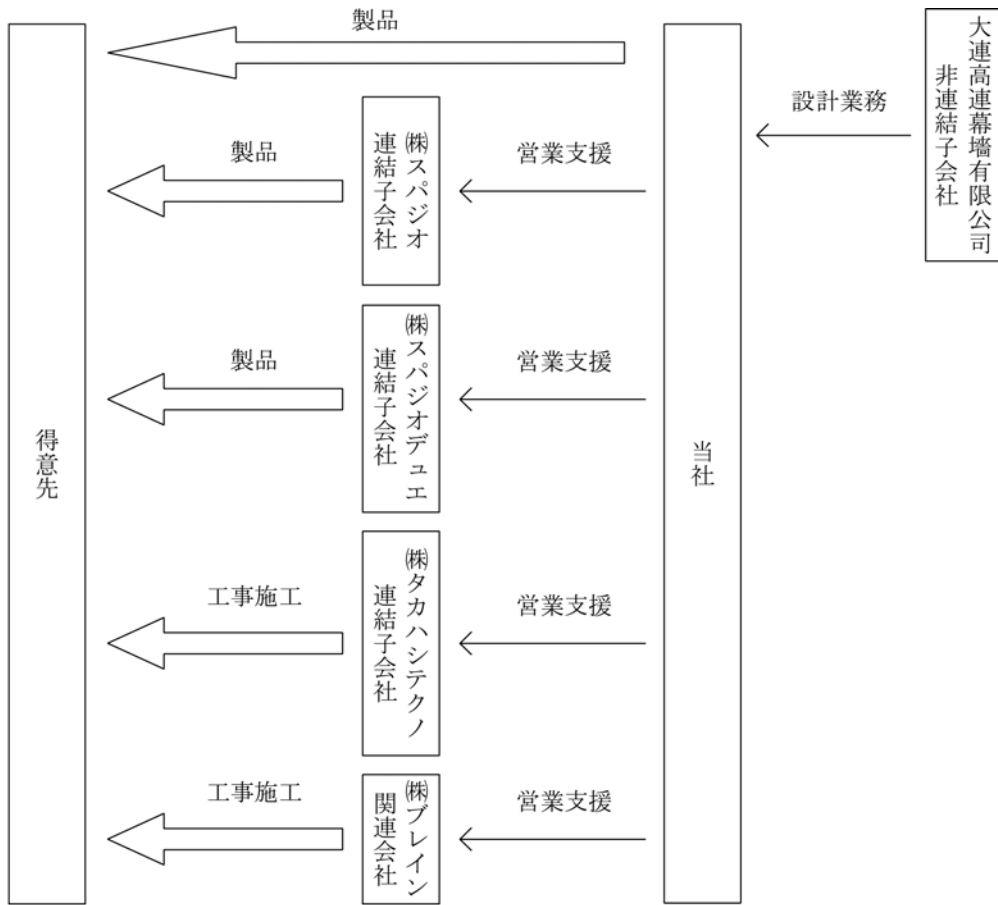 製品
大連高連幕墻有限公司
非連結子会社
設計業務
㈱スパジオ
連結子会社
製品
営業支援
㈱スパジオデュエ
連結子会社
製品
営業支援
得意先
当社
㈱タカハシテクノ
連結子会社
工事施工
営業支援
㈱ブレイン
関連会社
工事施工
営業支援